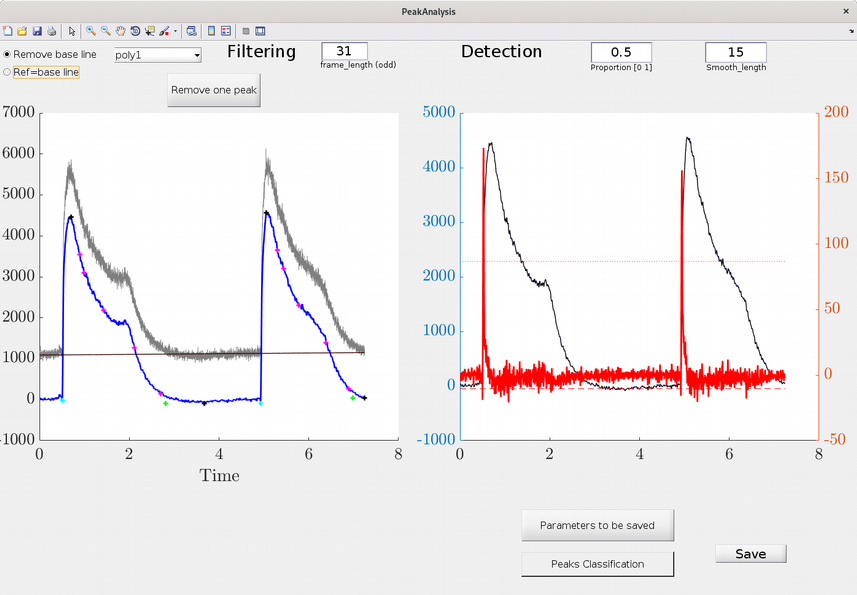 PeakAnalysis
Remove base line
poly1
Filtering
31
Detection
0.5
15
Ref=base line
frame_length (odd)
Proportion [0 1]
Smooth_length
Remove one peak
7000
6000
5000
4000
3000
2000
1000
0
-1000
0 2 4 6 8
Time
5000
4000
3000
2000
1000
0
-1000
200
150
100
50
0
-50
0 2 4 6 8
Parameters to be saved
Peaks Classification
Save